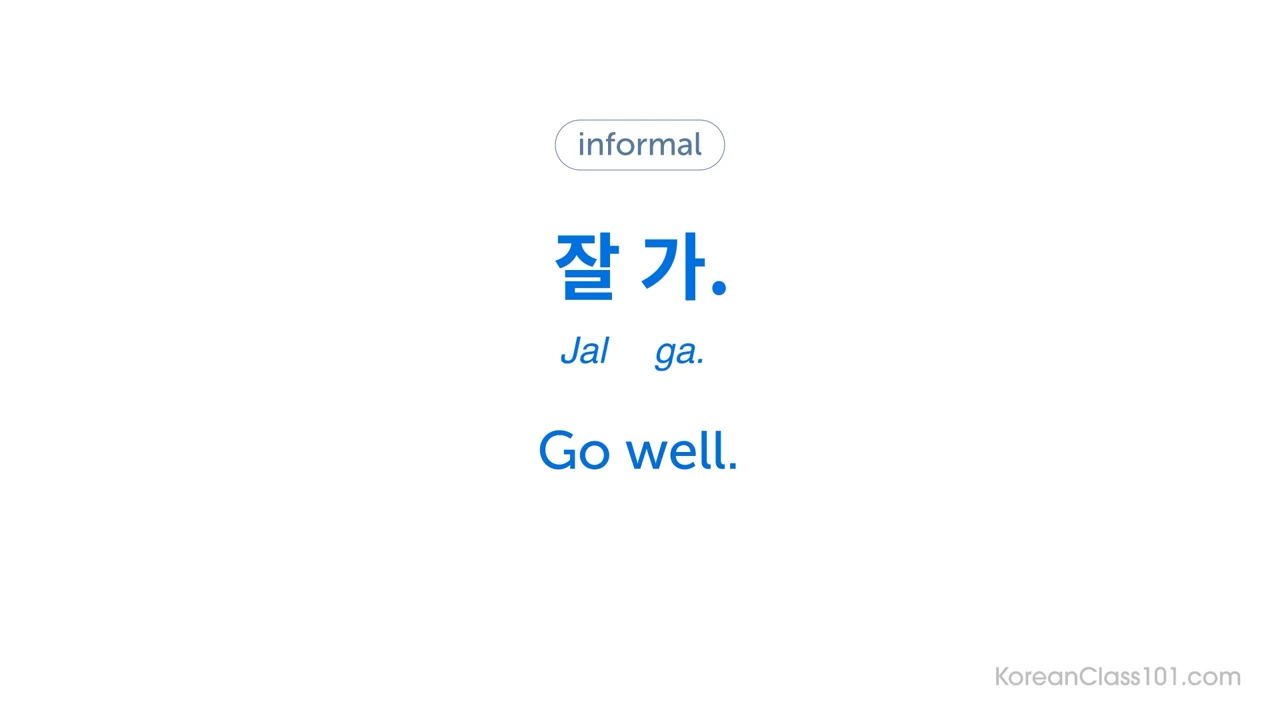 informal
잘 가.
Jal ga.
Go well.
KoreanClass101.com